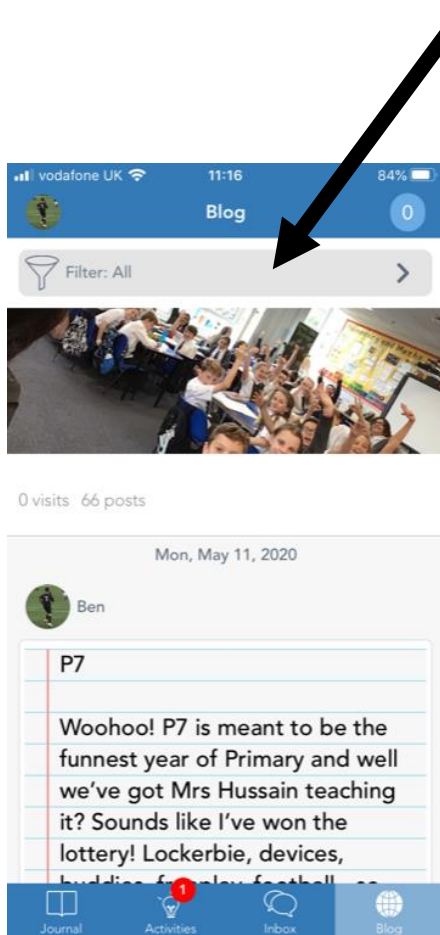 vodafone UK 11:16 84%
Blog 0
Filter: All
0 visits 66 posts
Mon, May 11, 2020
Ben
P7
Woohoo! P7 is meant to be the
funnest year of Primary and well
we've got Mrs Hussain teaching
it? Sounds like I've won the
lottery! Lockerbie, devices,
1
Journal Activities Inbox Blog